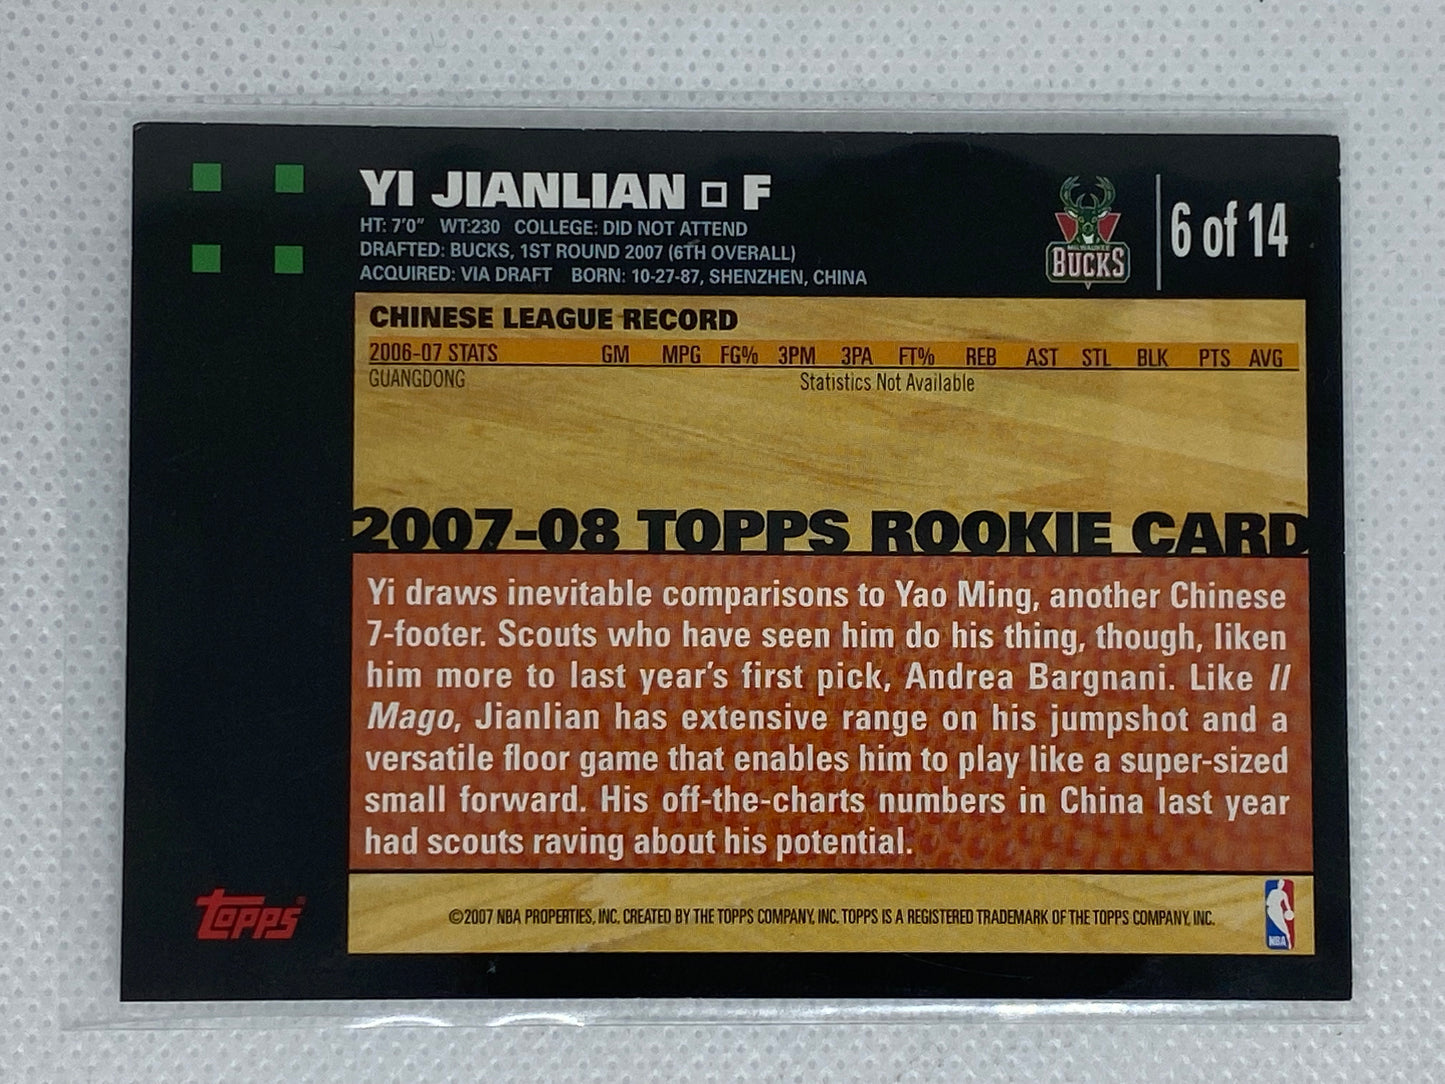 YI JIANLIAN □ F
HT: 7'0" WT:230 COLLEGE: DID NOT ATTEND
DRAFTED: BUCKS, 1ST ROUND 2007 (6TH OVERALL)
ACQUIRED: VIA DRAFT BORN: 10-27-87, SHENZHEN, CHINA
MILWAUKEE
BUCKS
6 of 14
CHINESE LEAGUE RECORD
2006-07 STATS GM MPG FG% 3PM 3PA FT% REB AST STL BLK PTS AVG
GUANGDONG Statistics Not Available
2007-08 TOPPS ROOKIE CARD
Yi draws inevitable comparisons to Yao Ming, another Chinese
7-footer. Scouts who have seen him do his thing, though, liken
him more to last year's first pick, Andrea Bargnani. Like Il
Mago, Jianlian has extensive range on his jumpshot and a
versatile floor game that enables him to play like a super-sized
small forward. His off-the-charts numbers in China last year
had scouts raving about his potential.
Topps®
©2007 NBA PROPERTIES, INC. CREATED BY THE TOPPS COMPANY, INC. TOPPS IS A REGISTERED TRADEMARK OF THE TOPPS COMPANY, INC.
NBA